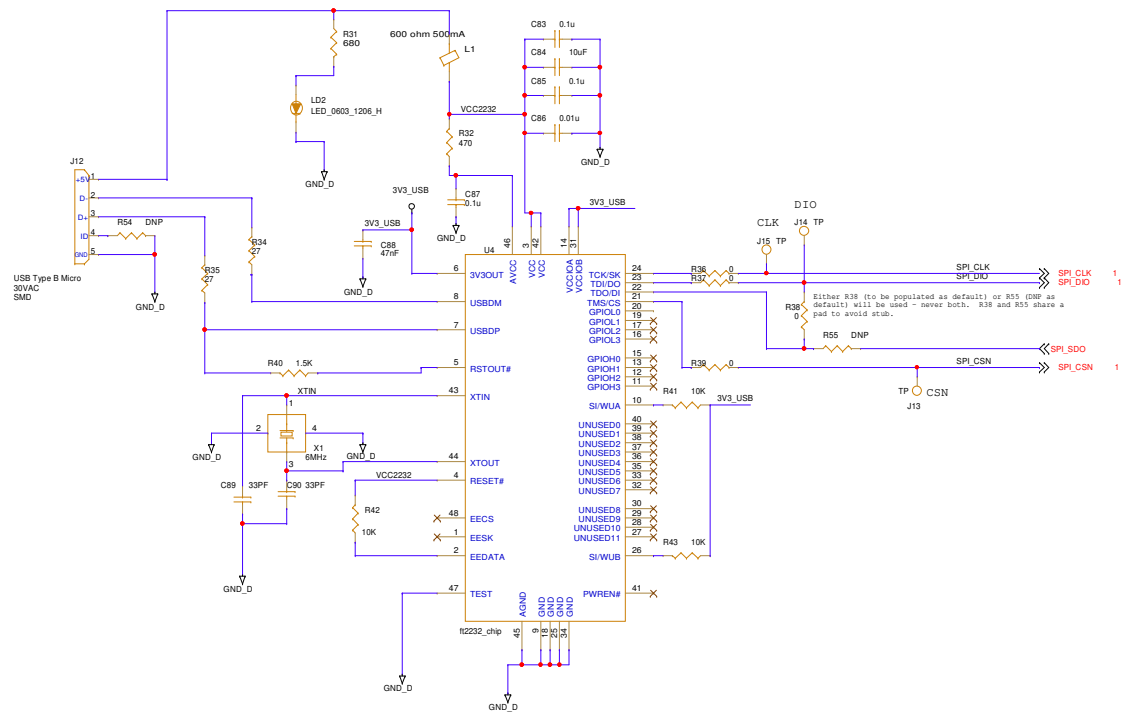 R31
680
600 ohm 500mA
L1
C83 0.1u
C84 10uF
C85 0.1u
C86 0.01u
GND_D
LD2
LED_0603_1206_H
GND_D
VCC2232
R32
470
C87
0.1u
GND_D
J12
+5V 1
D- 2
D+ 3
ID 4
GND 5
USB Type B Micro
30VAC
SMD
R54 DNP
GND_D
R34
27
R35
27
3V3_USB
3V3_USB
C88
47nF
GND_D
3V3_USB
U4
46 AVCC
3 VCC
42 VCC
14 VCCIOA
31 VCCIOB
6 3V3OUT
8 USBDM
7 USBDP
5 RSTOUT#
43 XTIN
44 XTOUT
4 RESET#
48 EECS
1 EESK
2 EEDATA
47 TEST
TCK/SK 24
TDI/DO 23
TDO/DI 22
TMS/CS 21
GPIOL0 20
GPIOL1 19
GPIOL2 17
GPIOL3 16
GPIOH0 15
GPIOH1 13
GPIOH2 12
GPIOH3 11
SI/WUA 10
UNUSED0 40
UNUSED1 39
UNUSED2 38
UNUSED3 37
UNUSED4 36
UNUSED5 35
UNUSED6 33
UNUSED7 32
UNUSED8 30
UNUSED9 29
UNUSED10 28
UNUSED11 27
SI/WUB 26
PWREN# 41
AGND 45
GND 9
GND 18
GND 25
GND 34
ft2232_chip
GND_D
R40 1.5K
XTIN
1
2
4
3
X1
6MHz
GND_D
GND_D
C89 33PF
C90 33PF
GND_D
VCC2232
R42
10K
GND_D
DIO
J14 TP
CLK
J15 TP
R36 0
R37 0
SPI_CLK
SPI_DIO
SPI_CLK 1
SPI_DIO 1
Either R38 (to be populated as default) or R55 (DNP as
default) will be used - never both. R38 and R55 share a
pad to avoid stub.
R38
0
R55 DNP
SPI_SDO
R39 0
SPI_CSN
SPI_CSN 1
TP CSN
J13
R41 10K
3V3_USB
R43 10K